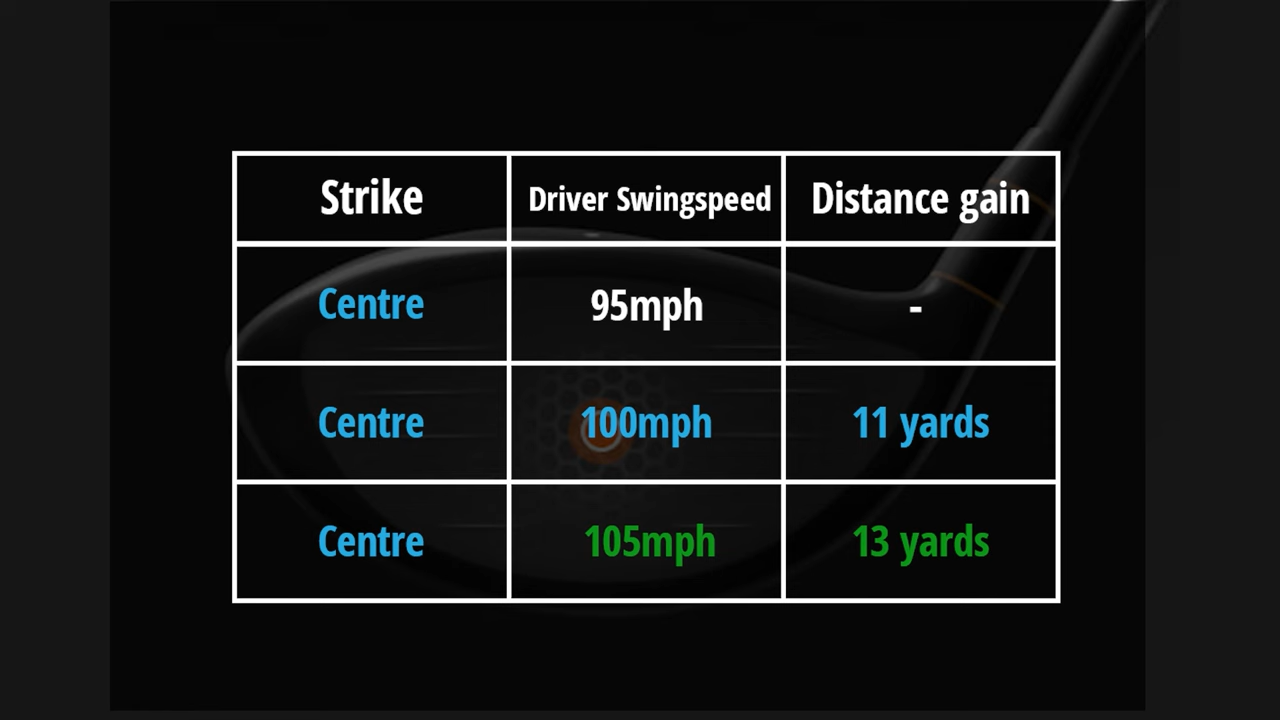 Strike Driver Swingspeed Distance gain
Centre 95mph -
Centre 100mph 11 yards
Centre 105mph 13 yards